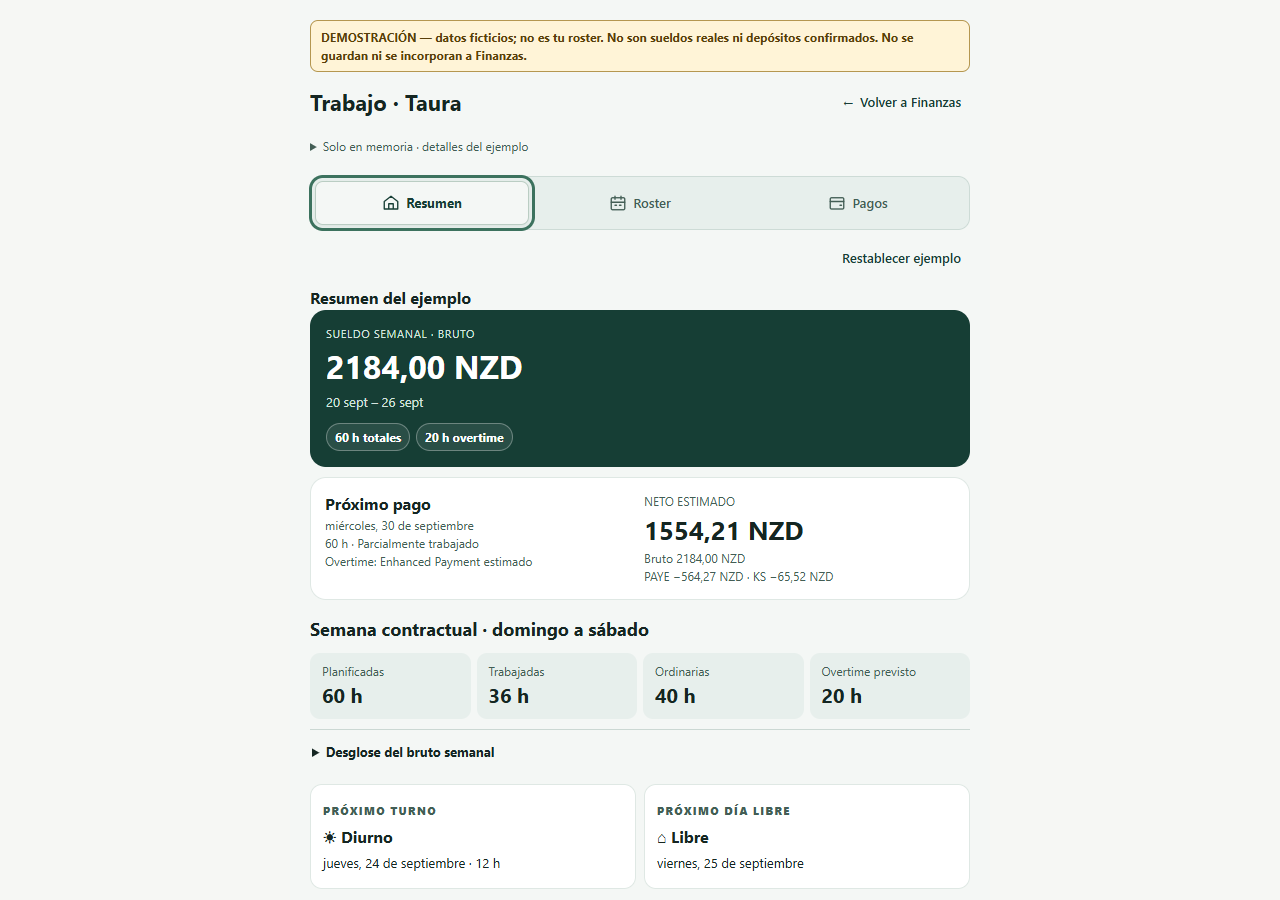 DEMOSTRACIÓN — datos ficticios; no es tu roster. No son sueldos reales ni depósitos confirmados. No se
guardan ni se incorporan a Finanzas.
Trabajo · Taura
← Volver a Finanzas
▶ Solo en memoria · detalles del ejemplo
Resumen
Roster
Pagos
Restablecer ejemplo
Resumen del ejemplo
SUELDO SEMANAL · BRUTO
2184,00 NZD
20 sept – 26 sept
60 h totales
20 h overtime
Próximo pago
miércoles, 30 de septiembre
60 h · Parcialmente trabajado
Overtime: Enhanced Payment estimado
NETO ESTIMADO
1554,21 NZD
Bruto 2184,00 NZD
PAYE −564,27 NZD · KS −65,52 NZD
Semana contractual · domingo a sábado
Planificadas
60 h
Trabajadas
36 h
Ordinarias
40 h
Overtime previsto
20 h
▶ Desglose del bruto semanal
PRÓXIMO TURNO
☀ Diurno
jueves, 24 de septiembre · 12 h
PRÓXIMO DÍA LIBRE
⌂ Libre
viernes, 25 de septiembre